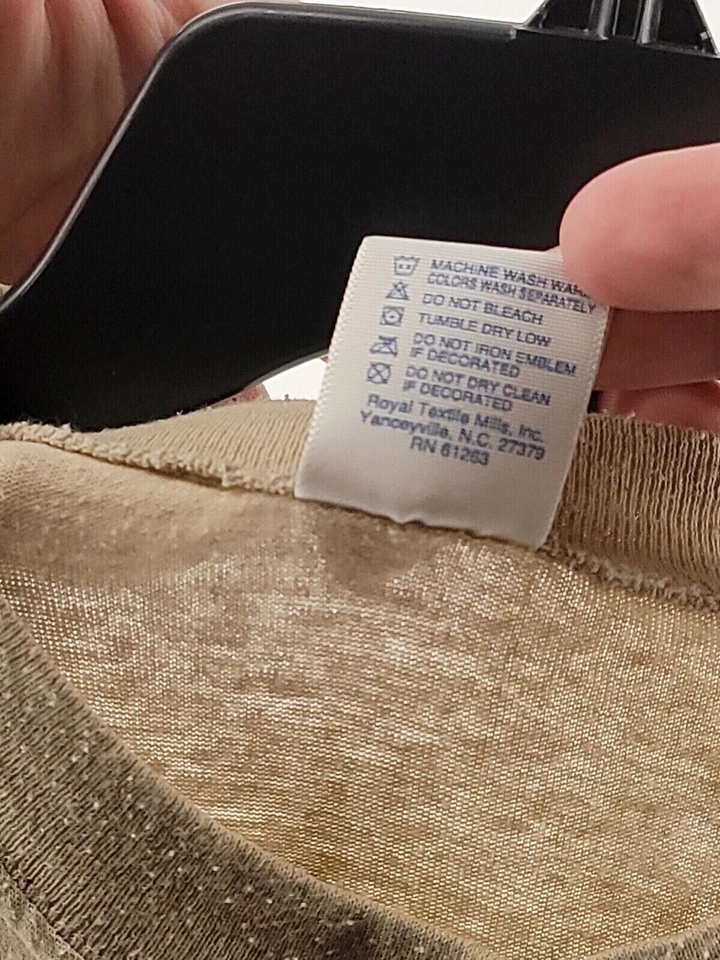 MACHINE WASH
COLORS WASH SEPARATELY
DO NOT BLEACH
TUMBLE DRY LOW
DO NOT IRON EMBLEM
IF DECORATED
DO NOT DRY CLEAN
IF DECORATED
Royal Textile Mills, Inc.
Yanceyville, N.C. 27379
RN 61263